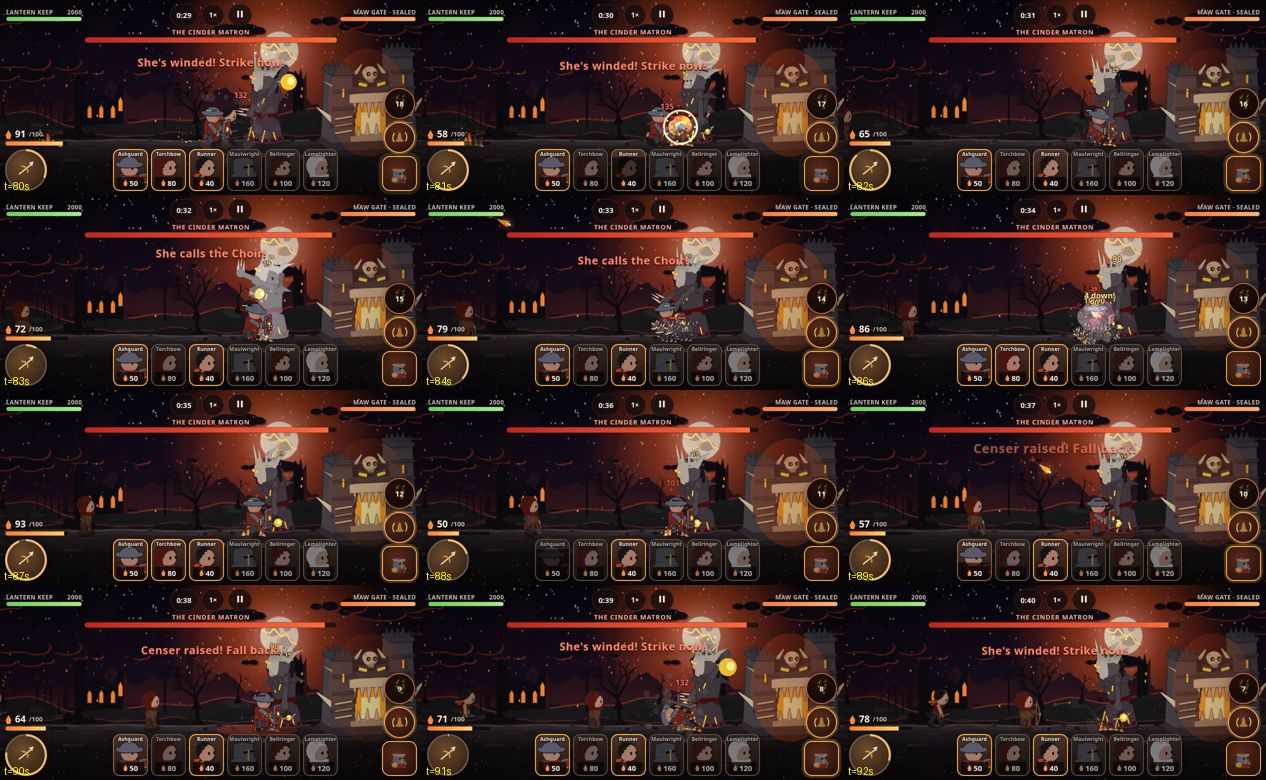 LANTERN KEEP 2000 0:29 1× MAW GATE - SEALED
THE CINDER MATRON
She's winded! Strike now!
132
18
91 /100
Ashguard Torchbow Runner Maulwright Bellringer Lamplighter
50 80 40 160 100 120
t=80s
LANTERN KEEP 2000 0:30 1× MAW GATE - SEALED
THE CINDER MATRON
She's winded! Strike now!
135
17
58 /100
Ashguard Torchbow Runner Maulwright Bellringer Lamplighter
50 80 40 160 100 120
t=81s
LANTERN KEEP 2000 0:31 1× MAW GATE - SEALED
THE CINDER MATRON
16
65 /100
Ashguard Torchbow Runner Maulwright Bellringer Lamplighter
50 80 40 160 100 120
t=82s
LANTERN KEEP 2000 0:32 1× MAW GATE - SEALED
THE CINDER MATRON
She calls the Choir!
15
72 /100
Ashguard Torchbow Runner Maulwright Bellringer Lamplighter
50 80 40 160 100 120
t=83s
LANTERN KEEP 2000 0:33 1× MAW GATE - SEALED
THE CINDER MATRON
She calls the Choir!
14
79 /100
Ashguard Torchbow Runner Maulwright Bellringer Lamplighter
50 80 40 160 100 120
t=84s
LANTERN KEEP 2000 0:34 1× MAW GATE - SEALED
THE CINDER MATRON
4 down!
13
86 /100
Ashguard Torchbow Runner Maulwright Bellringer Lamplighter
50 80 40 160 100 120
t=86s
LANTERN KEEP 2000 0:35 1× MAW GATE - SEALED
THE CINDER MATRON
12
93 /100
Ashguard Torchbow Runner Maulwright Bellringer Lamplighter
50 80 40 160 100 120
t=87s
LANTERN KEEP 2000 0:36 1× MAW GATE - SEALED
THE CINDER MATRON
101
11
50 /100
Ashguard Torchbow Runner Maulwright Bellringer Lamplighter
50 80 40 160 100 120
t=88s
LANTERN KEEP 2000 0:37 1× MAW GATE - SEALED
THE CINDER MATRON
Censer raised! Fall back!
10
57 /100
Ashguard Torchbow Runner Maulwright Bellringer Lamplighter
50 80 40 160 100 120
t=89s
LANTERN KEEP 2000 0:38 1× MAW GATE - SEALED
THE CINDER MATRON
Censer raised! Fall back!
9
64 /100
Ashguard Torchbow Runner Maulwright Bellringer Lamplighter
50 80 40 160 100 120
t=90s
LANTERN KEEP 2000 0:39 1× MAW GATE - SEALED
THE CINDER MATRON
She's winded! Strike now!
132
8
71 /100
Ashguard Torchbow Runner Maulwright Bellringer Lamplighter
50 80 40 160 100 120
t=91s
LANTERN KEEP 2000 0:40 1× MAW GATE - SEALED
THE CINDER MATRON
She's winded! Strike now!
7
78 /100
Ashguard Torchbow Runner Maulwright Bellringer Lamplighter
50 80 40 160 100 120
t=92s